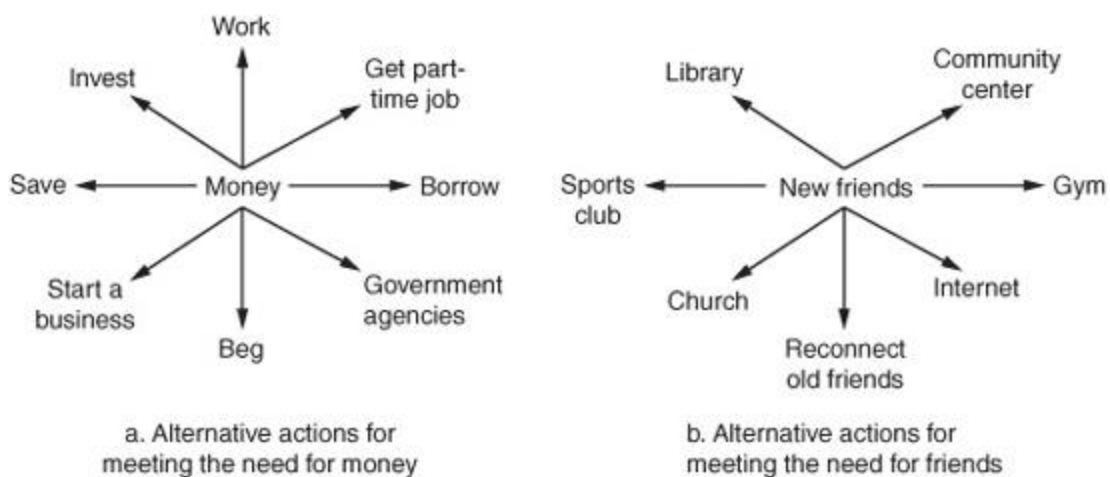 Work
Invest
Get part-
time job
Save
Money
Borrow
Start a
business
Government
agencies
Beg
a. Alternative actions for
meeting the need for money
Library
Community
center
Sports
club
New friends
Gym
Church
Internet
Reconnect
old friends
b. Alternative actions for
meeting the need for friends